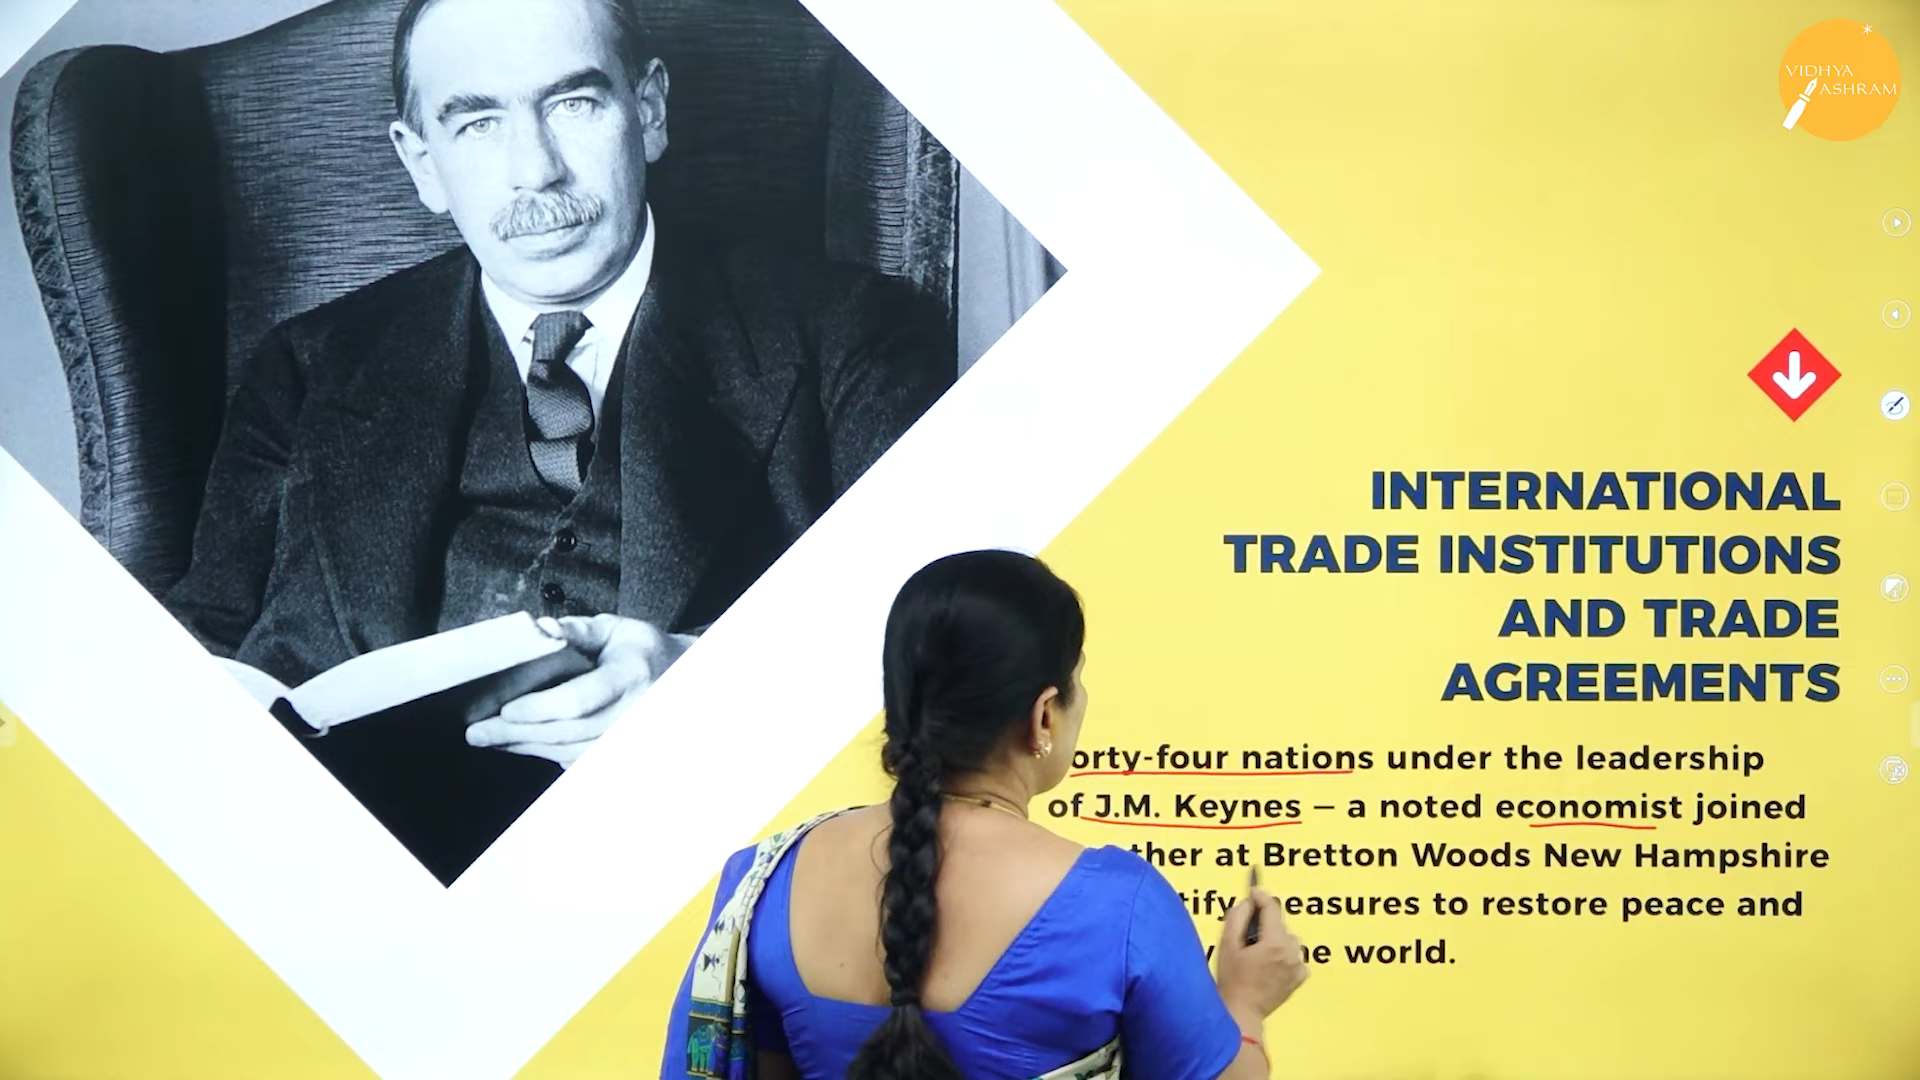 VIDHYA
ASHRAM
INTERNATIONAL
TRADE INSTITUTIONS
AND TRADE
AGREEMENTS
orty-four nations under the leadership
of J.M. Keynes – a noted economist joined
ther at Bretton Woods New Hampshire
tify measures to restore peace and
world.